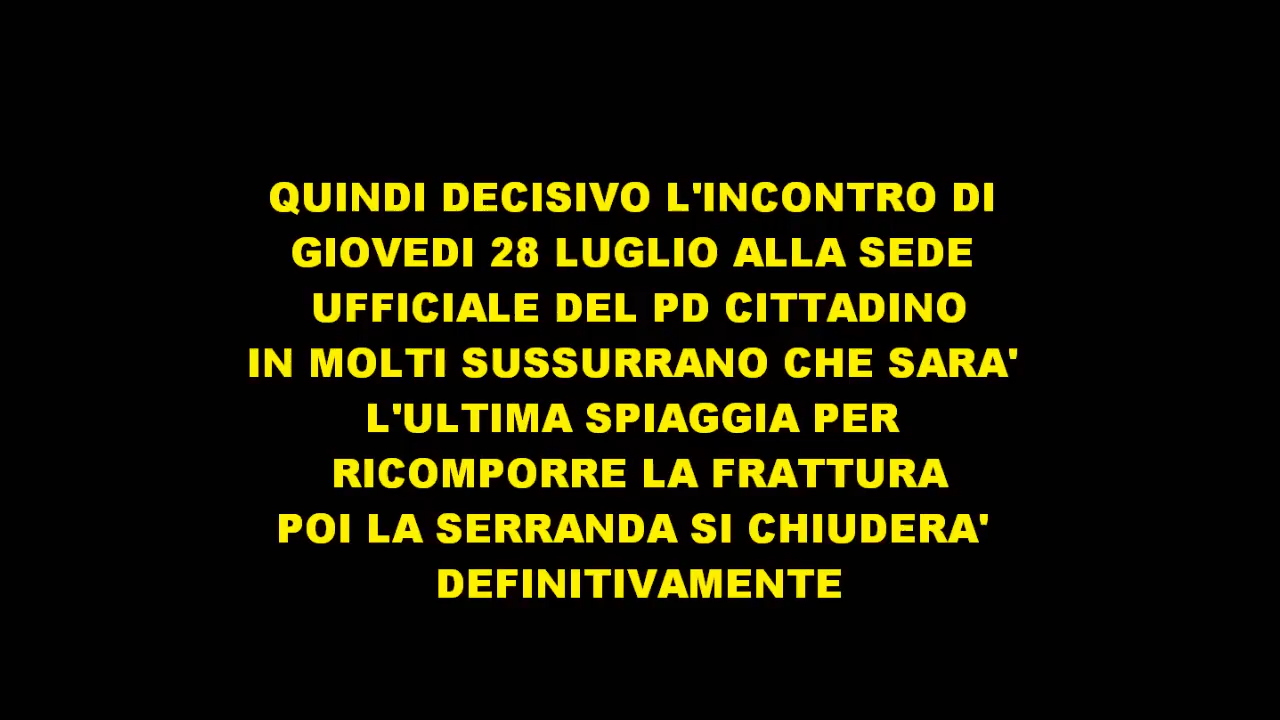 QUINDI DECISIVO L'INCONTRO DI
GIOVEDI 28 LUGLIO ALLA SEDE
UFFICIALE DEL PD CITTADINO
IN MOLTI SUSSURRANO CHE SARA'
L'ULTIMA SPIAGGIA PER
RICOMPORRE LA FRATTURA
POI LA SERRANDA SI CHIUDERA'
DEFINITIVAMENTE